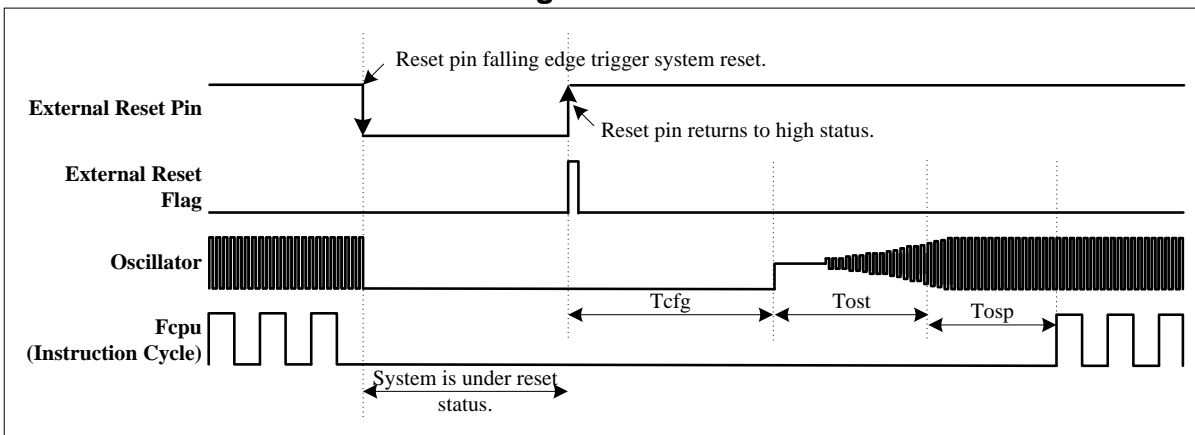 Reset pin falling edge trigger system reset.
External Reset Pin
Reset pin returns to high status.
External Reset
Flag
Oscillator
Tcfg
Tost
Tosp
Fcpu
(Instruction Cycle)
System is under reset
status.